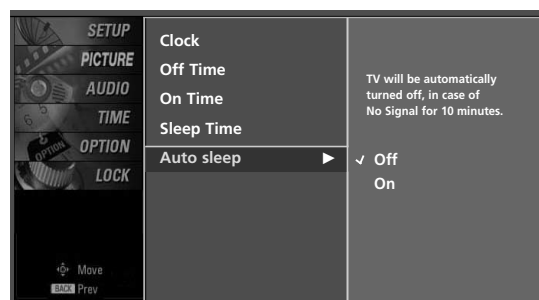 SETUP
PICTURE
AUDIO
TIME
OPTION
LOCK
Move
BACK Prev
Clock
Off Time
On Time
Sleep Time
Auto sleep ►
TV will be automatically
turned off, in case of
No Signal for 10 minutes.
✓ Off
On